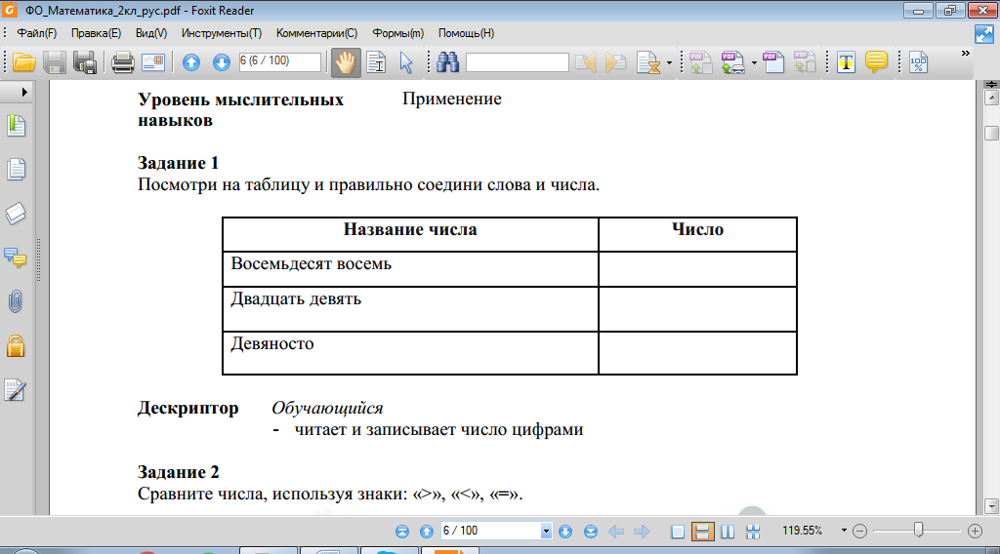 ФО_Математика_2кл_рус.pdf - Foxit Reader
Файл(F) Правка(E) Вид(V) Инструменты(T) Комментарии(C) Формы(m) Помощь(H)
6 (6 / 100)
Уровень мыслительных Применение
навыков
Задание 1
Посмотри на таблицу и правильно соедини слова и числа.
Название числа Число
Восемьдесят восемь
Двадцать девять
Девяносто
Дескриптор Обучающийся
- читает и записывает число цифрами
Задание 2
Сравните числа, используя знаки: «>», «<», «=».
6 / 100 119.55%